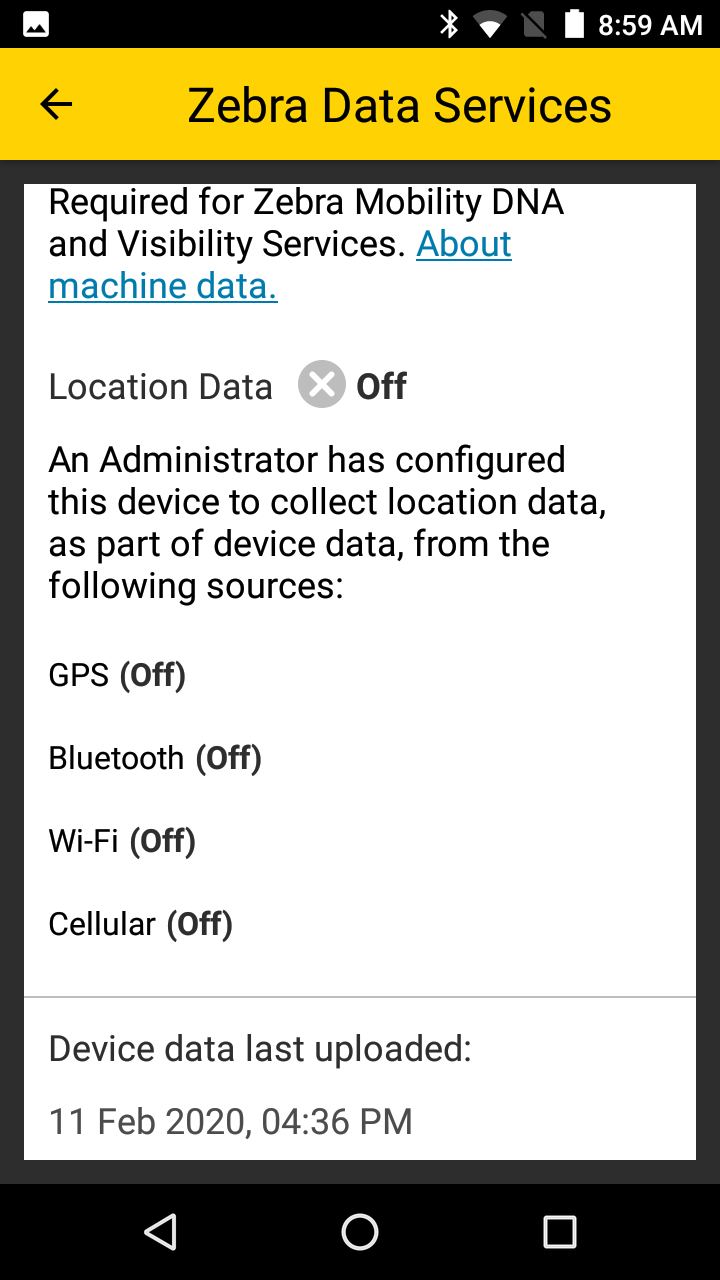 8:59 AM
Zebra Data Services
Required for Zebra Mobility DNA
and Visibility Services. About
machine data.
Location Data Off
An Administrator has configured
this device to collect location data,
as part of device data, from the
following sources:
GPS (Off)
Bluetooth (Off)
Wi-Fi (Off)
Cellular (Off)
Device data last uploaded:
11 Feb 2020, 04:36 PM